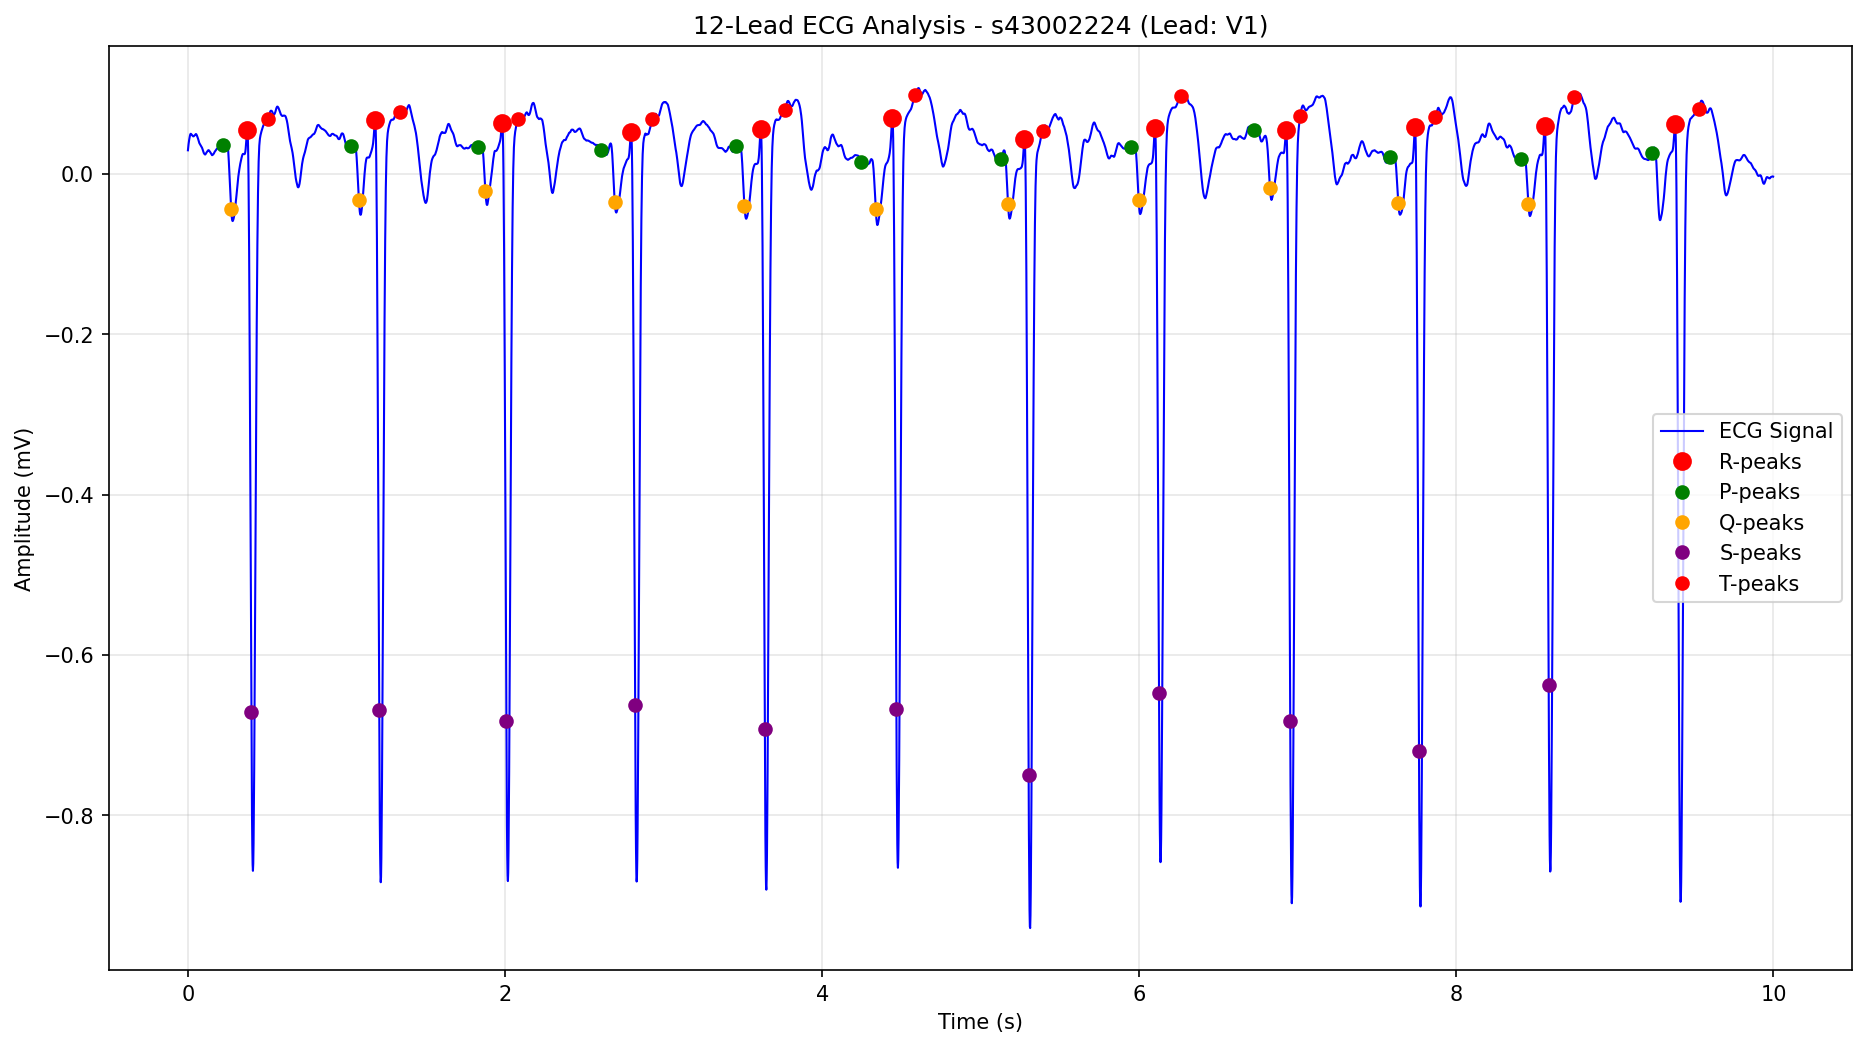 12-Lead ECG Analysis - s43002224 (Lead: V1)
Amplitude (mV)
0.0
−0.2
−0.4
−0.6
−0.8
ECG Signal
R-peaks
P-peaks
Q-peaks
S-peaks
T-peaks
0 2 4 6 8 10
Time (s)